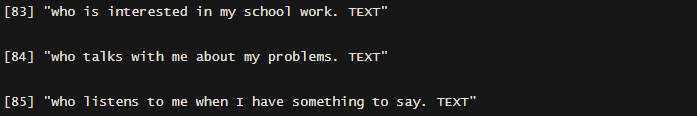 [83] "who is interested in my school work. TEXT"
[84] "who talks with me about my problems. TEXT"
[85] "who listens to me when I have something to say. TEXT"